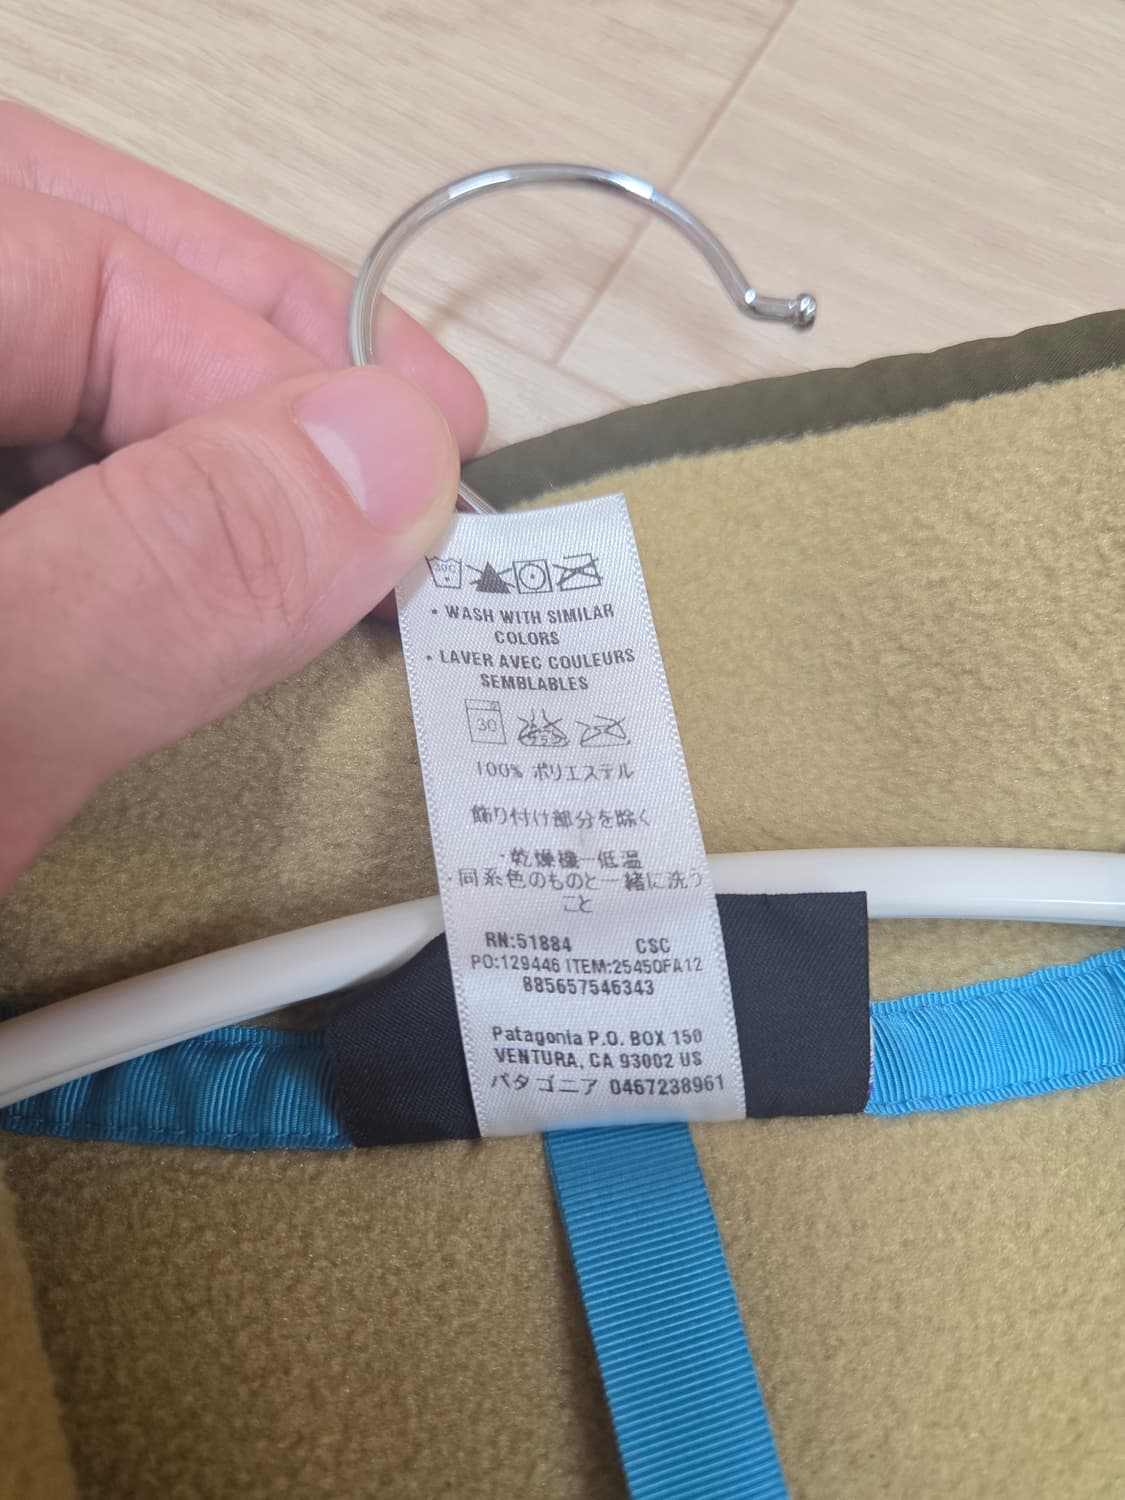 30C
• WASH WITH SIMILAR
COLORS
• LAVER AVEC COULEURS
SEMBLABLES
30
100% ポリエステル
飾り付け部分を除く
・乾燥機-低温
・同系色のものと一緒に洗う
こと
RN:51884 CSC
PO:129446 ITEM:25450FA12
885657546343
Patagonia P.O. BOX 150
VENTURA, CA 93002 US
パタゴニア 0467238961